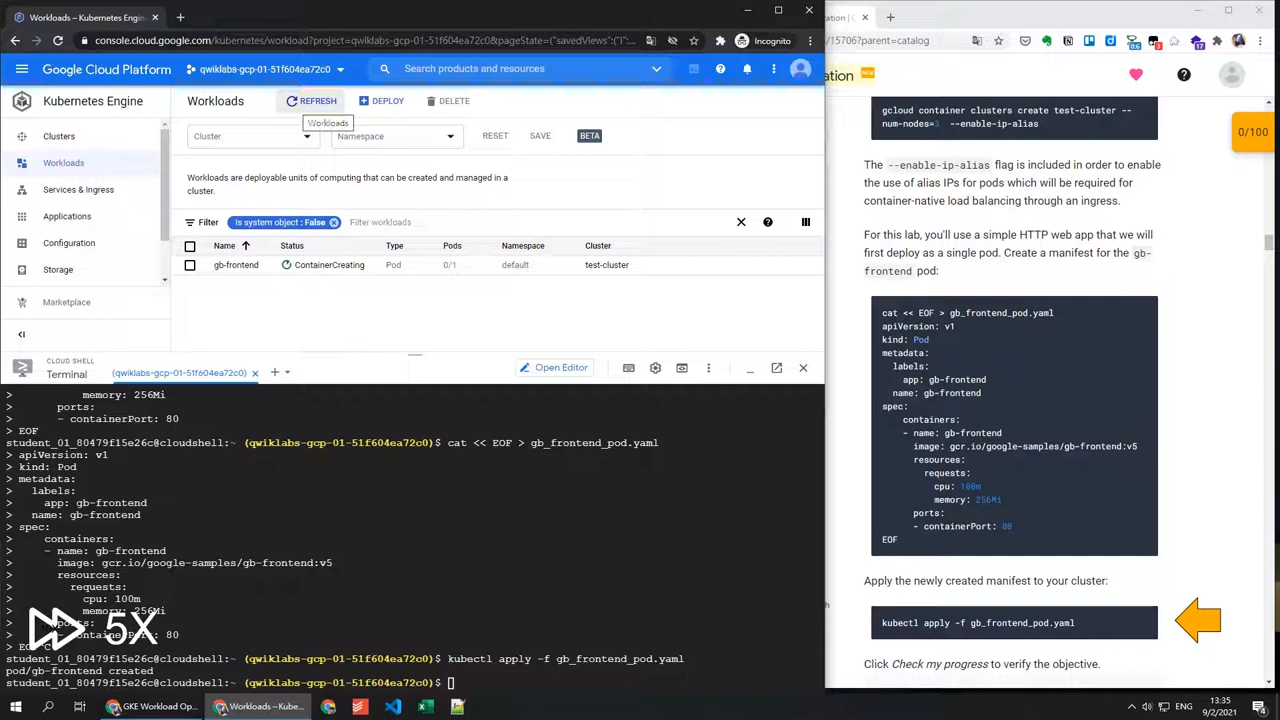 Workloads – Kubernetes Engine
console.cloud.google.com/kubernetes/workload?project=qwiklabs-gcp-01-51f604ea72c0&pageState=("savedViews":("i":
Incognito
Google Cloud Platform
qwiklabs-gcp-01-51f604ea72c0
Search products and resources
Kubernetes Engine
Workloads
REFRESH
DEPLOY
DELETE
Workloads
Clusters
Workloads
Services & Ingress
Applications
Configuration
Storage
Marketplace
Cluster
Namespace
RESET
SAVE
BETA
Workloads are deployable units of computing that can be created and managed in a
cluster.
Filter
Is system object : False
Filter workloads
Name
Status
Type
Pods
Namespace
Cluster
gb-frontend
ContainerCreating
Pod
0/1
default
test-cluster
CLOUD SHELL
Terminal
(qwiklabs-gcp-01-51f604ea72c0)
Open Editor
> memory: 256Mi
> ports:
> - containerPort: 80
> EOF
student_01_80479f15e26c@cloudshell:~ (qwiklabs-gcp-01-51f604ea72c0)$ cat << EOF > gb_frontend_pod.yaml
> apiVersion: v1
> kind: Pod
> metadata:
> labels:
> app: gb-frontend
> name: gb-frontend
> spec:
> containers:
> - name: gb-frontend
> image: gcr.io/google-samples/gb-frontend:v5
> resources:
> requests:
> cpu: 100m
> memory: 256Mi
> ports:
> - containerPort: 80
> EOF
student_01_80479f15e26c@cloudshell:~ (qwiklabs-gcp-01-51f604ea72c0)$ kubectl apply -f gb_frontend_pod.yaml
pod/gb-frontend created
student_01_80479f15e26c@cloudshell:~ (qwiklabs-gcp-01-51f604ea72c0)$
5X
/15706?parent=catalog
0:6
3
17
0/100
gcloud container clusters create test-cluster --
num-nodes=3 --enable-ip-alias
The --enable-ip-alias flag is included in order to enable
the use of alias IPs for pods which will be required for
container-native load balancing through an ingress.
For this lab, you'll use a simple HTTP web app that we will
first deploy as a single pod. Create a manifest for the gb-
frontend pod:
cat << EOF > gb_frontend_pod.yaml
apiVersion: v1
kind: Pod
metadata:
labels:
app: gb-frontend
name: gb-frontend
spec:
containers:
- name: gb-frontend
image: gcr.io/google-samples/gb-frontend:v5
resources:
requests:
cpu: 100m
memory: 256Mi
ports:
- containerPort: 80
EOF
Apply the newly created manifest to your cluster:
kubectl apply -f gb_frontend_pod.yaml
Click Check my progress to verify the objective.
GKE Workload Op...
Workloads – Kube...
ENG
13:35
9/2/2021
4